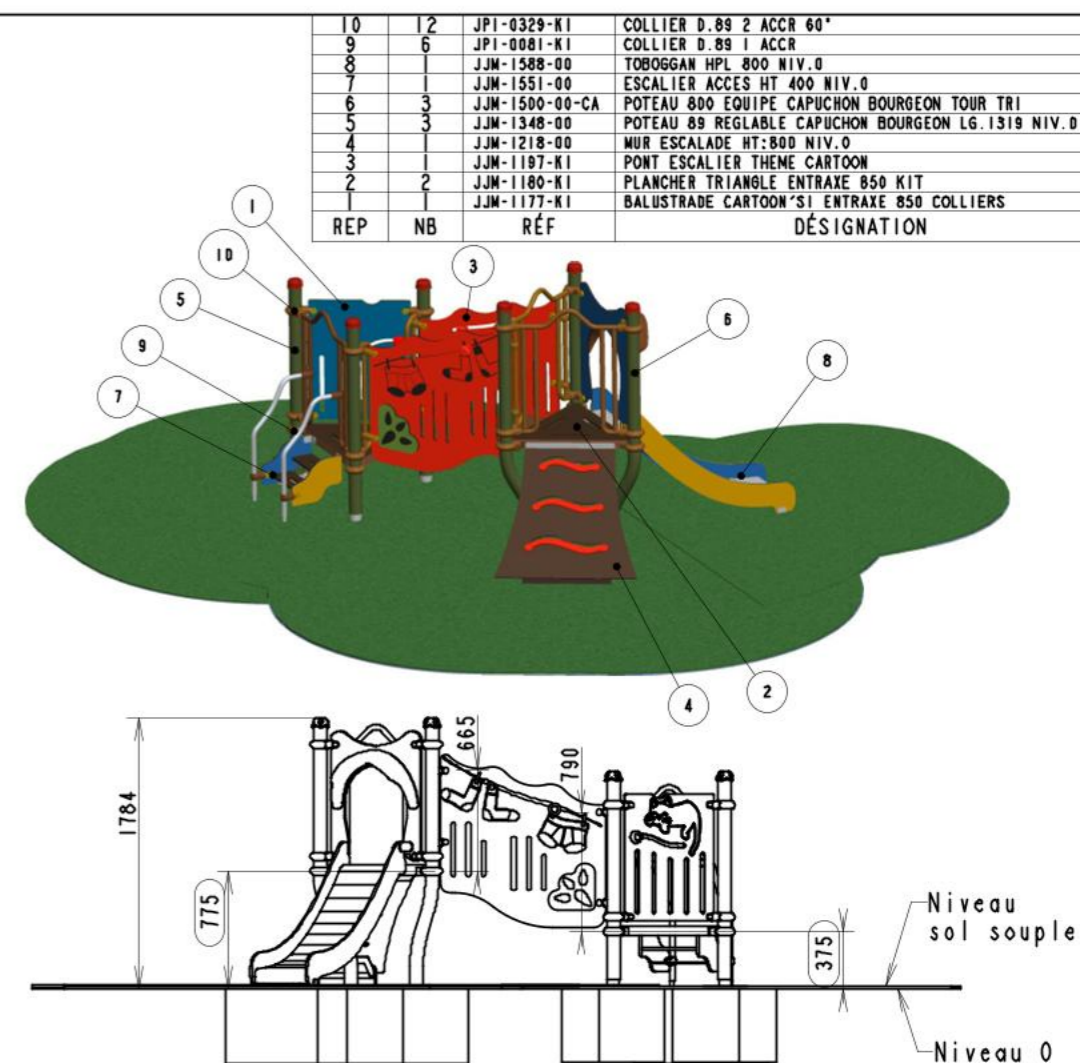 10 12 JPI-0329-KI COLLIER D.89 2 ACCR 60°
9 6 JPI-0081-KI COLLIER D.89 1 ACCR
8 1 JJM-1588-00 TOBOGGAN HPL 800 NIV.0
7 1 JJM-1551-00 ESCALIER ACCES HT 400 NIV.0
6 3 JJM-1500-00-CA POTEAU 800 EQUIPE CAPUCHON BOURGEON TOUR TRI
5 3 JJM-1348-00 POTEAU 89 REGLABLE CAPUCHON BOURGEON LG.1319 NIV.0
4 1 JJM-1218-00 MUR ESCALADE HT:800 NIV.0
3 1 JJM-1197-KI PONT ESCALIER THEME CARTOON
2 2 JJM-1180-KI PLANCHER TRIANGLE ENTRAXE 850 KIT
1 1 JJM-1177-KI BALUSTRADE CARTOON'SI ENTRAXE 850 COLLIERS
REP NB RÉF DÉSIGNATION
1
10
3
5
6
9
8
7
2
4
665
790
1784
775
375
Niveau
sol souple
Niveau 0